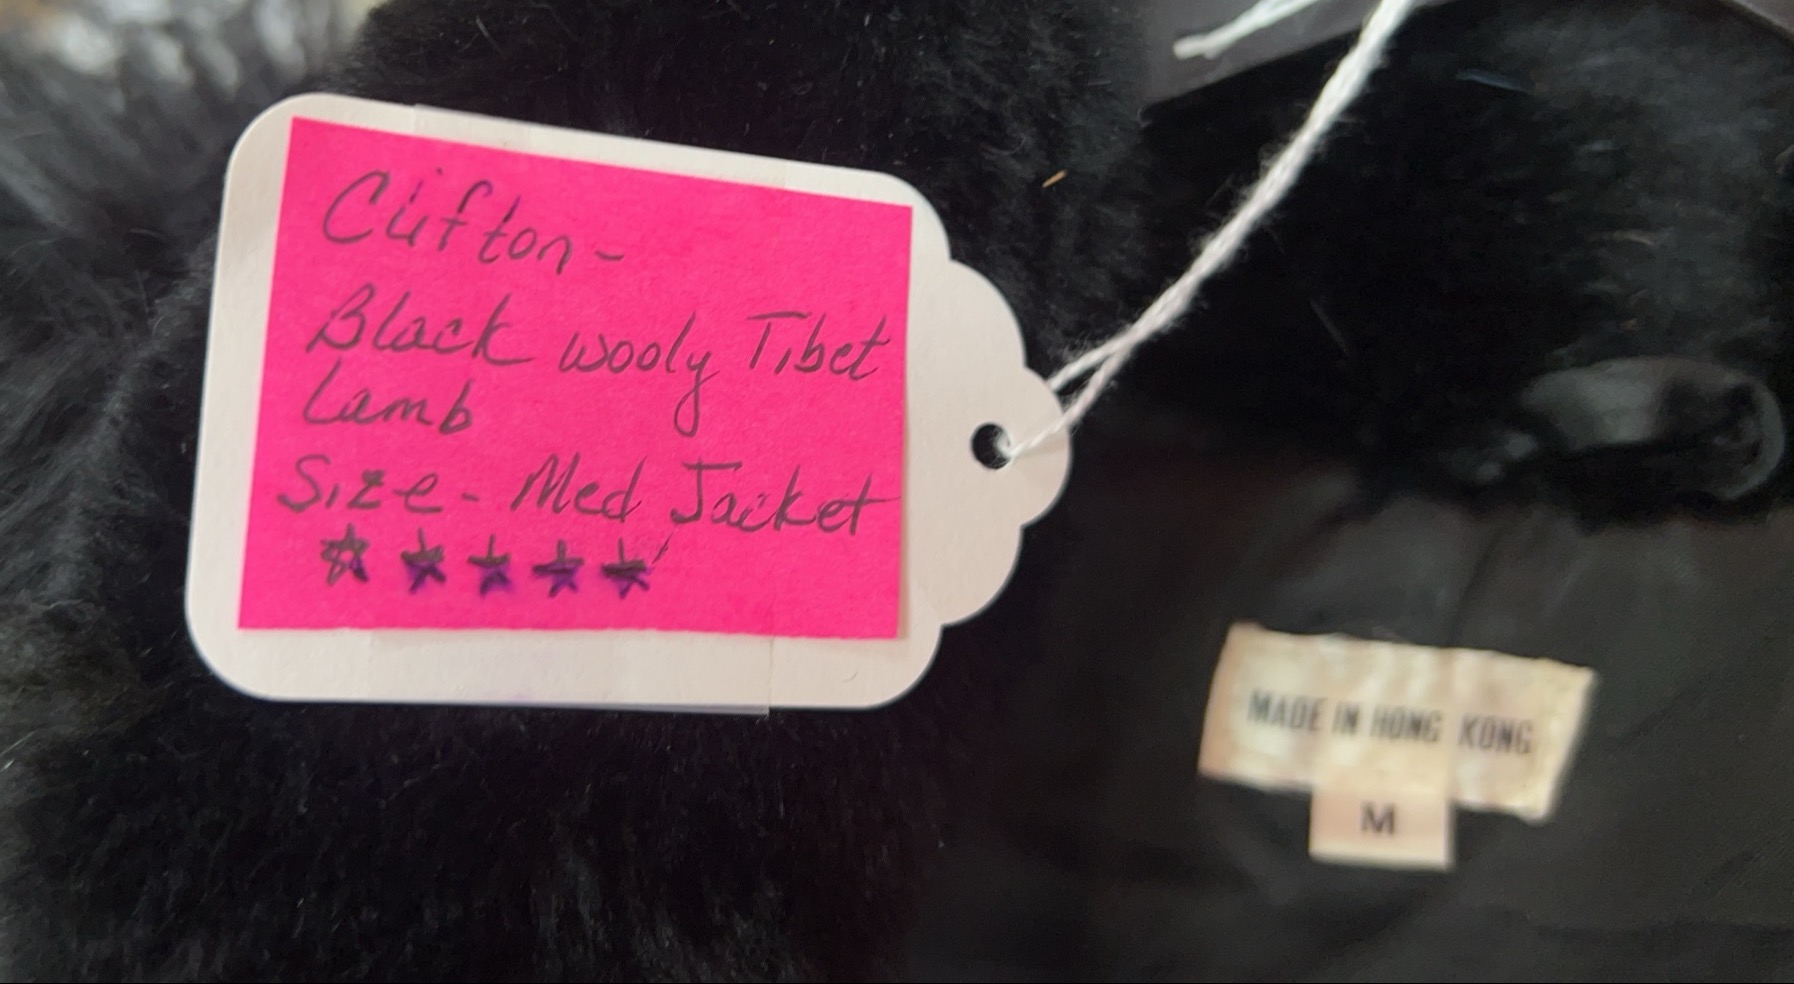 Clifton-
Black wooly Tibet
Lamb
Size- Med Jacket
MADE IN HONG KONG
M